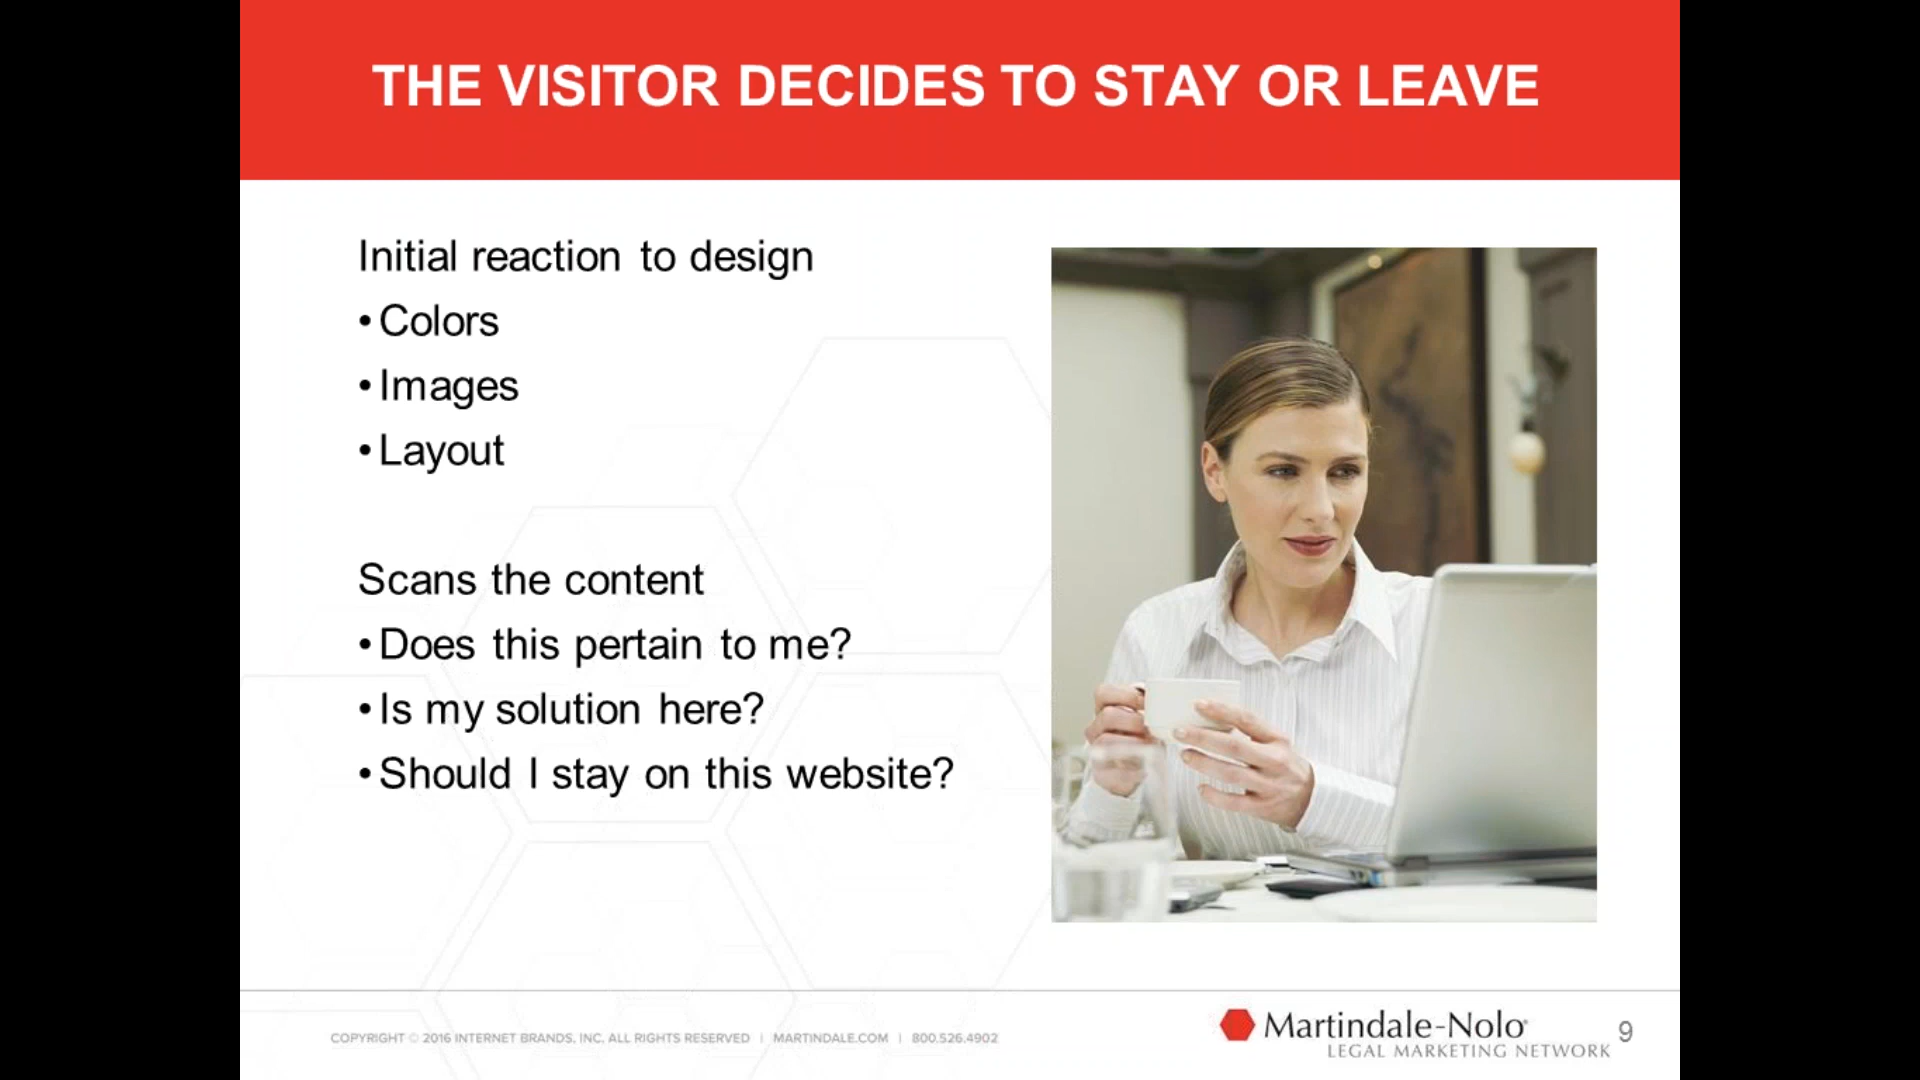 THE VISITOR DECIDES TO STAY OR LEAVE
Initial reaction to design
•Colors
•Images
•Layout
Scans the content
•Does this pertain to me?
•Is my solution here?
•Should I stay on this website?
COPYRIGHT © 2016 INTERNET BRANDS, INC. ALL RIGHTS RESERVED | MARTINDALE.COM | 800.526.4902
Martindale-Nolo®
LEGAL MARKETING NETWORK
9